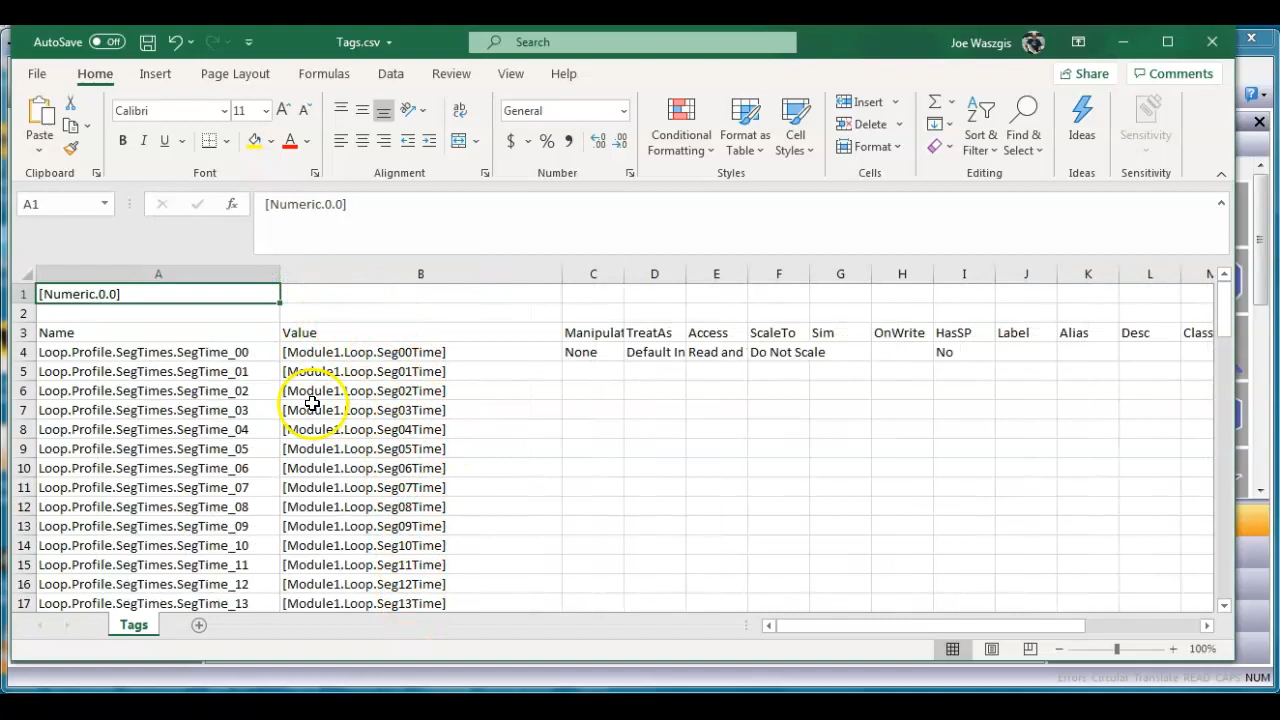 AutoSave Off Tags.csv Search Joe Waszgis
File Home Insert Page Layout Formulas Data Review View Help Share Comments
Calibri 11 General Insert
Paste B I U $ % Conditional Formatting Format as Table Cell Styles Delete Format Sort & Filter Find & Select Ideas Sensitivity
Clipboard Font Alignment Number Styles Cells Editing Ideas Sensitivity
A1 fx [Numeric.0.0]
A B C D E F G H I J K L M
1 [Numeric.0.0]
2
3 Name Value Manipulat TreatAs Access ScaleTo Sim OnWrite HasSP Label Alias Desc Class
4 Loop.Profile.SegTimes.SegTime_00 [Module1.Loop.Seg00Time] None Default In Read and Do Not Scale No
5 Loop.Profile.SegTimes.SegTime_01 [Module1.Loop.Seg01Time]
6 Loop.Profile.SegTimes.SegTime_02 [Module1.Loop.Seg02Time]
7 Loop.Profile.SegTimes.SegTime_03 [Module1.Loop.Seg03Time]
8 Loop.Profile.SegTimes.SegTime_04 [Module1.Loop.Seg04Time]
9 Loop.Profile.SegTimes.SegTime_05 [Module1.Loop.Seg05Time]
10 Loop.Profile.SegTimes.SegTime_06 [Module1.Loop.Seg06Time]
11 Loop.Profile.SegTimes.SegTime_07 [Module1.Loop.Seg07Time]
12 Loop.Profile.SegTimes.SegTime_08 [Module1.Loop.Seg08Time]
13 Loop.Profile.SegTimes.SegTime_09 [Module1.Loop.Seg09Time]
14 Loop.Profile.SegTimes.SegTime_10 [Module1.Loop.Seg10Time]
15 Loop.Profile.SegTimes.SegTime_11 [Module1.Loop.Seg11Time]
16 Loop.Profile.SegTimes.SegTime_12 [Module1.Loop.Seg12Time]
17 Loop.Profile.SegTimes.SegTime_13 [Module1.Loop.Seg13Time]
Tags
100%
Errors Circular Translate READ CAPS NUM